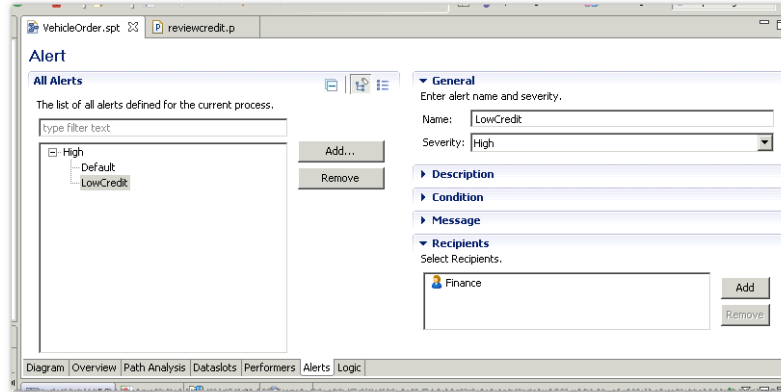 VehicleOrder.spt
reviewcredit.p
Alert
All Alerts
The list of all alerts defined for the current process.
type filter text
High
Default
LowCredit
Add...
Remove
General
Enter alert name and severity.
Name: LowCredit
Severity: High
Description
Condition
Message
Recipients
Select Recipients.
Finance
Add
Remove
Diagram Overview Path Analysis Dataslots Performers Alerts Logic